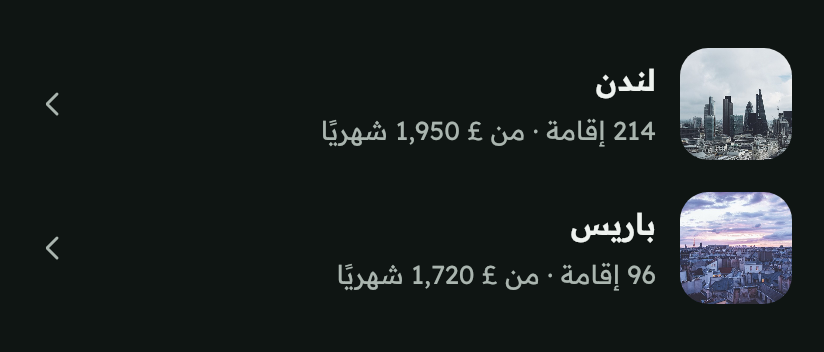 لندن
214 إقامة · من £ 1,950 شهريًا
باريس
96 إقامة · من £ 1,720 شهريًا